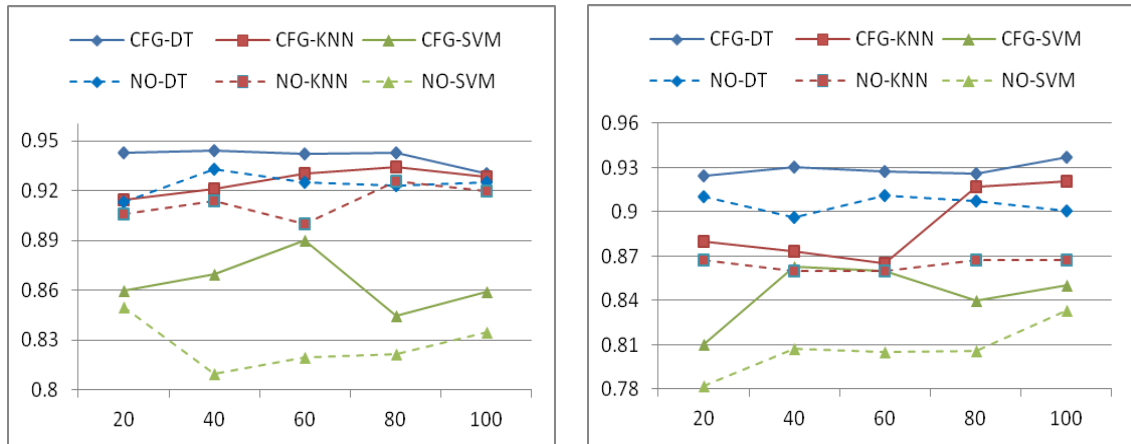 CFG-DT CFG-KNN CFG-SVM
NO-DT NO-KNN NO-SVM
0.95
0.92
0.89
0.86
0.83
0.8
20 40 60 80 100
CFG-DT CFG-KNN CFG-SVM
NO-DT NO-KNN NO-SVM
0.96
0.93
0.9
0.87
0.84
0.81
0.78
20 40 60 80 100